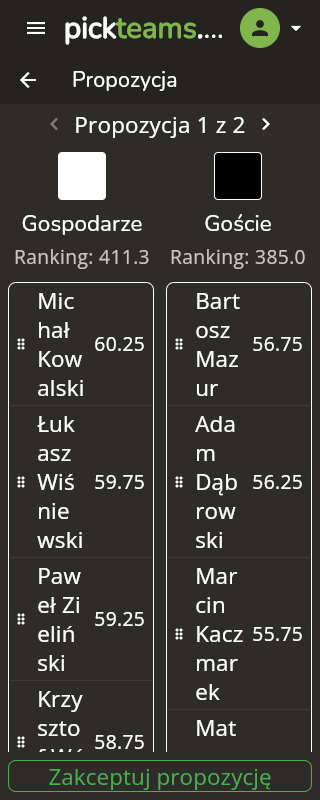 pickteams....
Propozycja
Propozycja 1 z 2
Gospodarze
Goście
Ranking: 411.3
Ranking: 385.0
Mic
hał
Kow
alski
60.25
Łuk
asz
Wiś
nie
wski
59.75
Paw
eł Zi
eliń
ski
59.25
Krzy
szto
58.75
Bart
osz
Maz
ur
56.75
Ada
m
Dąb
row
ski
56.25
Mar
cin
Kacz
mar
ek
55.75
Mat
Zakceptuj propozycję